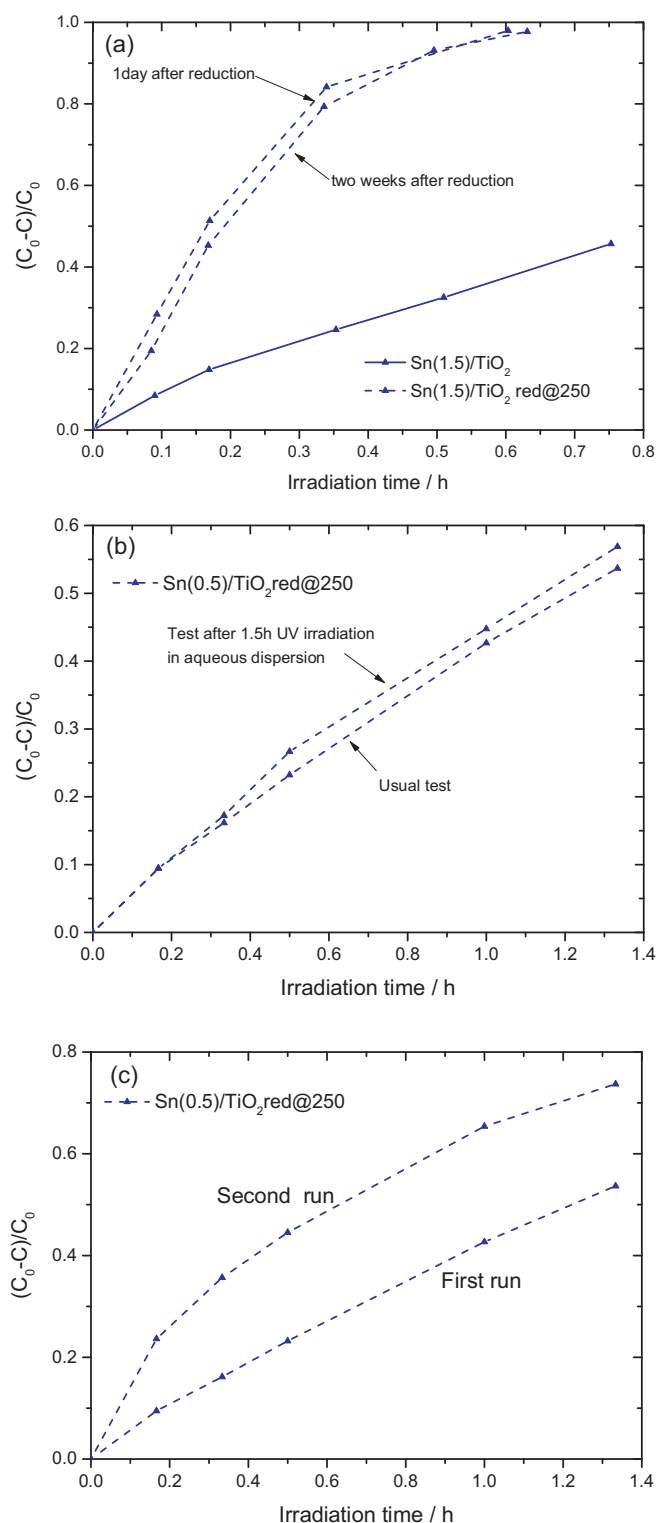 (a)
1day after reduction
two weeks after reduction
Sn(1.5)/TiO₂
Sn(1.5)/TiO₂ red@250
(C₀-C)/C₀
1.0
0.8
0.6
0.4
0.2
0.0
0.0 0.1 0.2 0.3 0.4 0.5 0.6 0.7 0.8
Irradiation time / h
(b)
Sn(0.5)/TiO₂red@250
Test after 1.5h UV irradiation
in aqueous dispersion
Usual test
(C₀-C)/C₀
0.6
0.5
0.4
0.3
0.2
0.1
0.0
0.0 0.2 0.4 0.6 0.8 1.0 1.2 1.4
Irradiation time / h
(c)
Sn(0.5)/TiO₂red@250
Second run
First run
(C₀-C)/C₀
0.8
0.6
0.4
0.2
0.0
0.0 0.2 0.4 0.6 0.8 1.0 1.2 1.4
Irradiation time / h